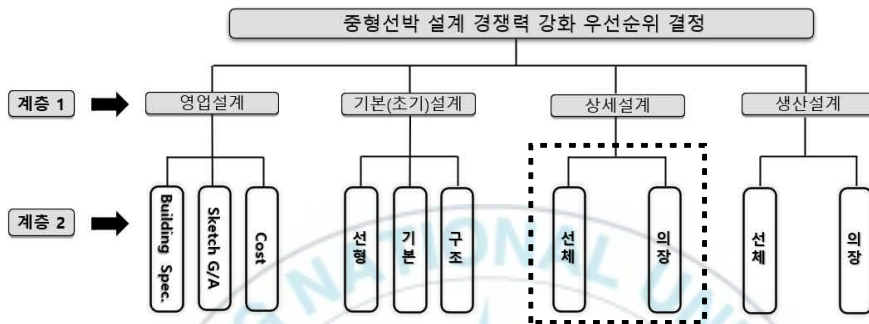 중형선박 설계 경쟁력 강화 우선순위 결정
계층 1
영업설계
기본(초기)설계
상세설계
생산설계
계층 2
Building Spec.
Sketch G/A
Cost
선형
기본
구조
선체
의장
선체
의장
NATIONAL UNI